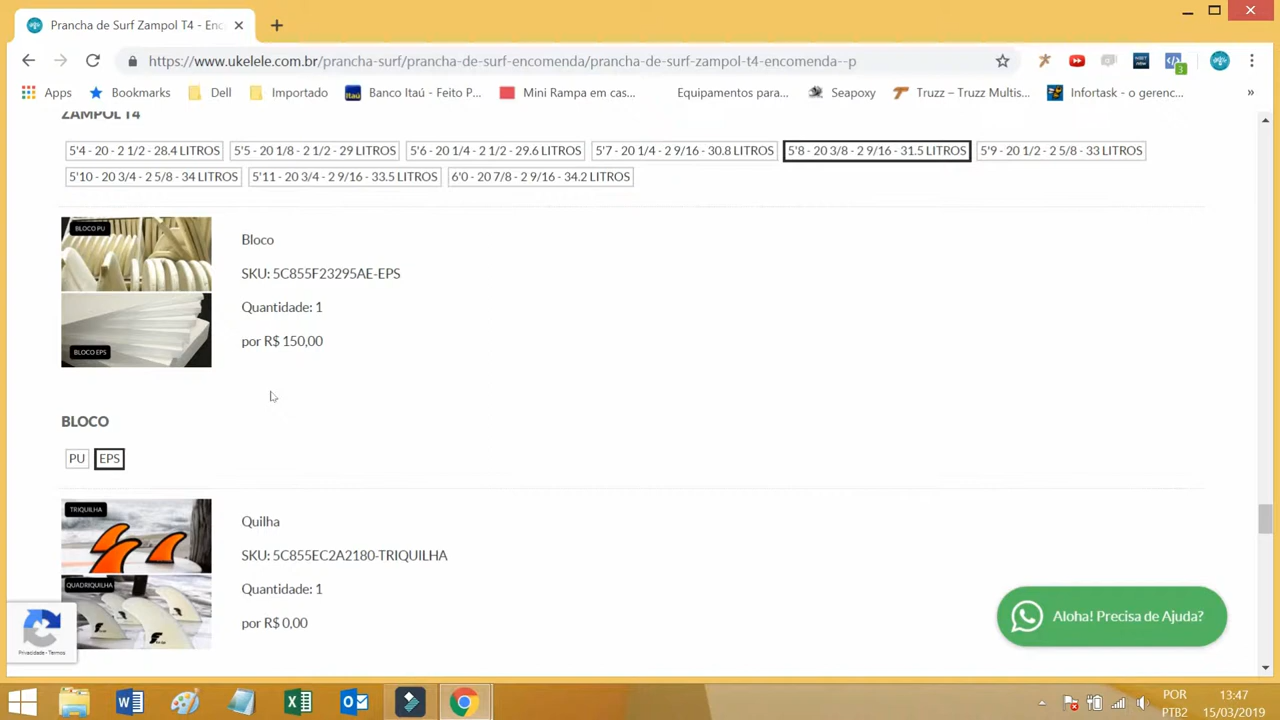 Prancha de Surf Zampol T4 - Enc
https://www.ukelele.com.br/prancha-surf/prancha-de-surf-encomenda/prancha-de-surf-zampol-t4-encomenda--p
3
Apps Bookmarks Dell Importado Banco Itaú - Feito P... Mini Rampa em cas... Equipamentos para... Seapoxy Truzz – Truzz Multis... Infortask - o gerenc... »
ZAMPOL T4
5'4 - 20 - 2 1/2 - 28.4 LITROS 5'5 - 20 1/8 - 2 1/2 - 29 LITROS 5'6 - 20 1/4 - 2 1/2 - 29.6 LITROS 5'7 - 20 1/4 - 2 9/16 - 30.8 LITROS 5'8 - 20 3/8 - 2 9/16 - 31.5 LITROS 5'9 - 20 1/2 - 2 5/8 - 33 LITROS
5'10 - 20 3/4 - 2 5/8 - 34 LITROS 5'11 - 20 3/4 - 2 9/16 - 33.5 LITROS 6'0 - 20 7/8 - 2 9/16 - 34.2 LITROS
BLOCO PU
Bloco
SKU: 5C855F23295AE-EPS
Quantidade: 1
por R$ 150,00
BLOCO EPS
BLOCO
PU EPS
TRIQUILHA
Quilha
SKU: 5C855EC2A2180-TRIQUILHA
QUADRIQUILHA
Quantidade: 1
por R$ 0,00
Aloha! Precisa de Ajuda?
Privacidade - Termos
POR
PTB2
13:47
15/03/2019